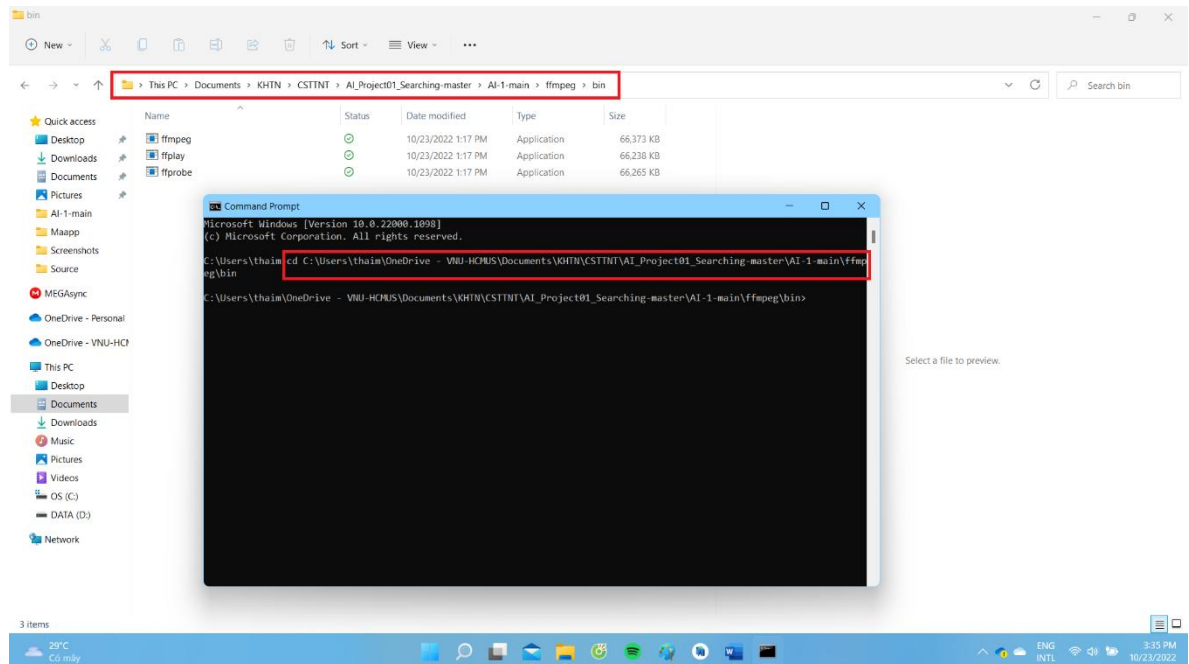 bin
New
Sort
View
This PC > Documents > KHTN > CSTTNT > AI_Project01_Searching-master > AI-1-main > ffmpeg > bin
Search bin
Name Status Date modified Type Size
ffmpeg 10/23/2022 1:17 PM Application 66,373 KB
ffplay 10/23/2022 1:17 PM Application 66,238 KB
ffprobe 10/23/2022 1:17 PM Application 66,265 KB
Quick access
Desktop
Downloads
Documents
Pictures
AI-1-main
Maapp
Screenshots
Source
MEGAsync
OneDrive - Personal
OneDrive - VNU-HCM
This PC
Desktop
Documents
Downloads
Music
Pictures
Videos
OS (C:)
DATA (D:)
Network
Command Prompt
Microsoft Windows [Version 10.0.22000.1098]
(c) Microsoft Corporation. All rights reserved.
C:\Users\thaim>cd C:\Users\thaim\OneDrive - VNU-HCMUS\Documents\KHTN\CSTTNT\AI_Project01_Searching-master\AI-1-main\ffmp
eg\bin
C:\Users\thaim\OneDrive - VNU-HCMUS\Documents\KHTN\CSTTNT\AI_Project01_Searching-master\AI-1-main\ffmpeg\bin>
Select a file to preview.
3 items
29°C
Có mây
ENG
INTL
3:35 PM
10/23/2022